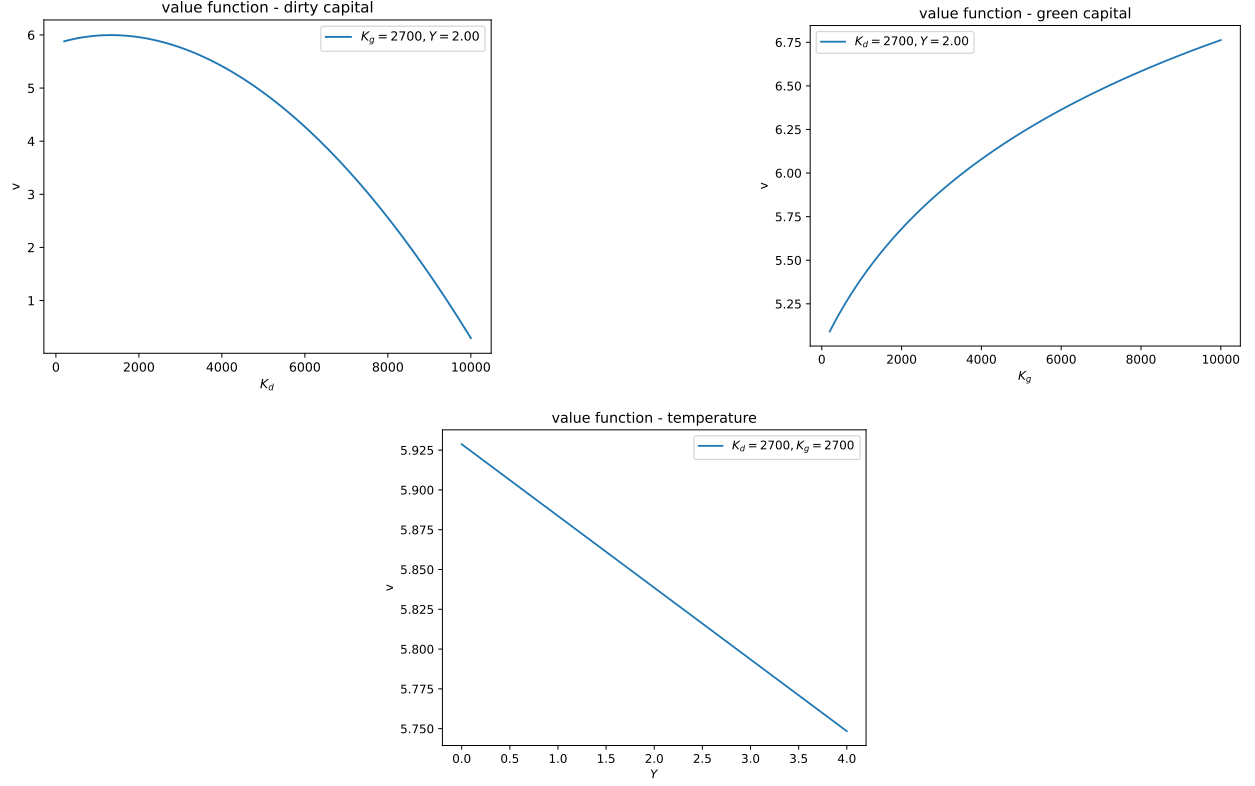 value function - dirty capital
K_d
v
0 2000 4000 6000 8000 10000
1
2
3
4
5
6
K_g = 2700, Y = 2.00
value function - green capital
K_g
v
0 2000 4000 6000 8000 10000
5.25
5.50
5.75
6.00
6.25
6.50
6.75
K_d = 2700, Y = 2.00
value function - temperature
Y
v
0.0 0.5 1.0 1.5 2.0 2.5 3.0 3.5 4.0
5.750
5.775
5.800
5.825
5.850
5.875
5.900
5.925
K_d = 2700, K_g = 2700